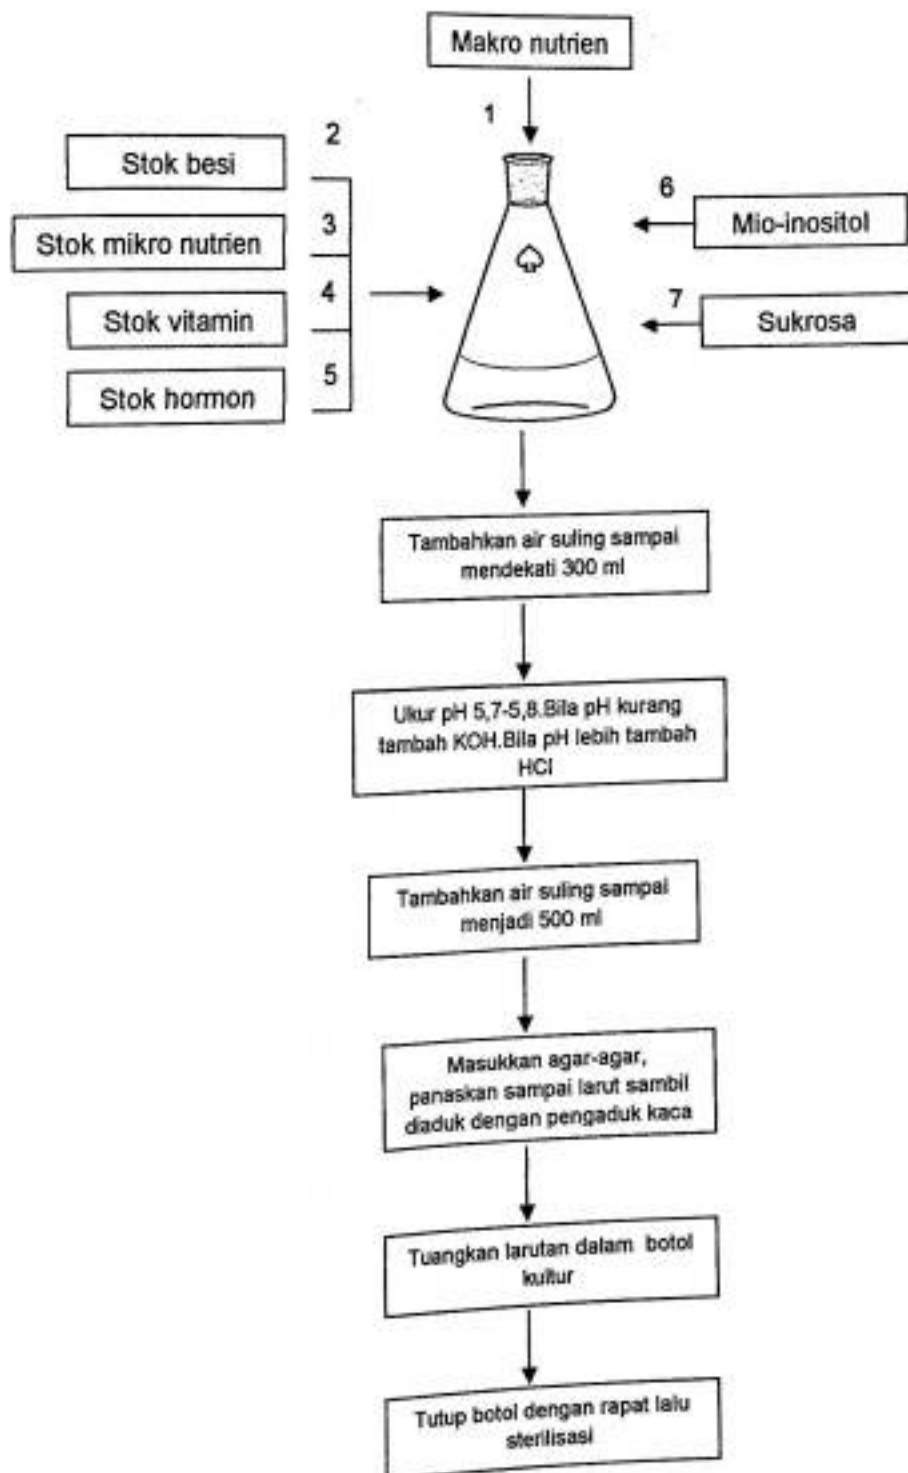 Makro nutrien
1
2
Stok besi
3
Stok mikro nutrien
4
Stok vitamin
5
Stok hormon
6
Mio-inositol
7
Sukrosa
Tambahkan air suling sampai
mendekati 300 ml
Ukur pH 5,7-5,8.Bila pH kurang
tambah KOH.Bila pH lebih tambah
HCl
Tambahkan air suling sampai
menjadi 500 ml
Masukkan agar-agar,
panaskan sampai larut sambil
diaduk dengan pengaduk kaca
Tuangkan larutan dalam botol
kultur
Tutup botol dengan rapat lalu
sterilisasi